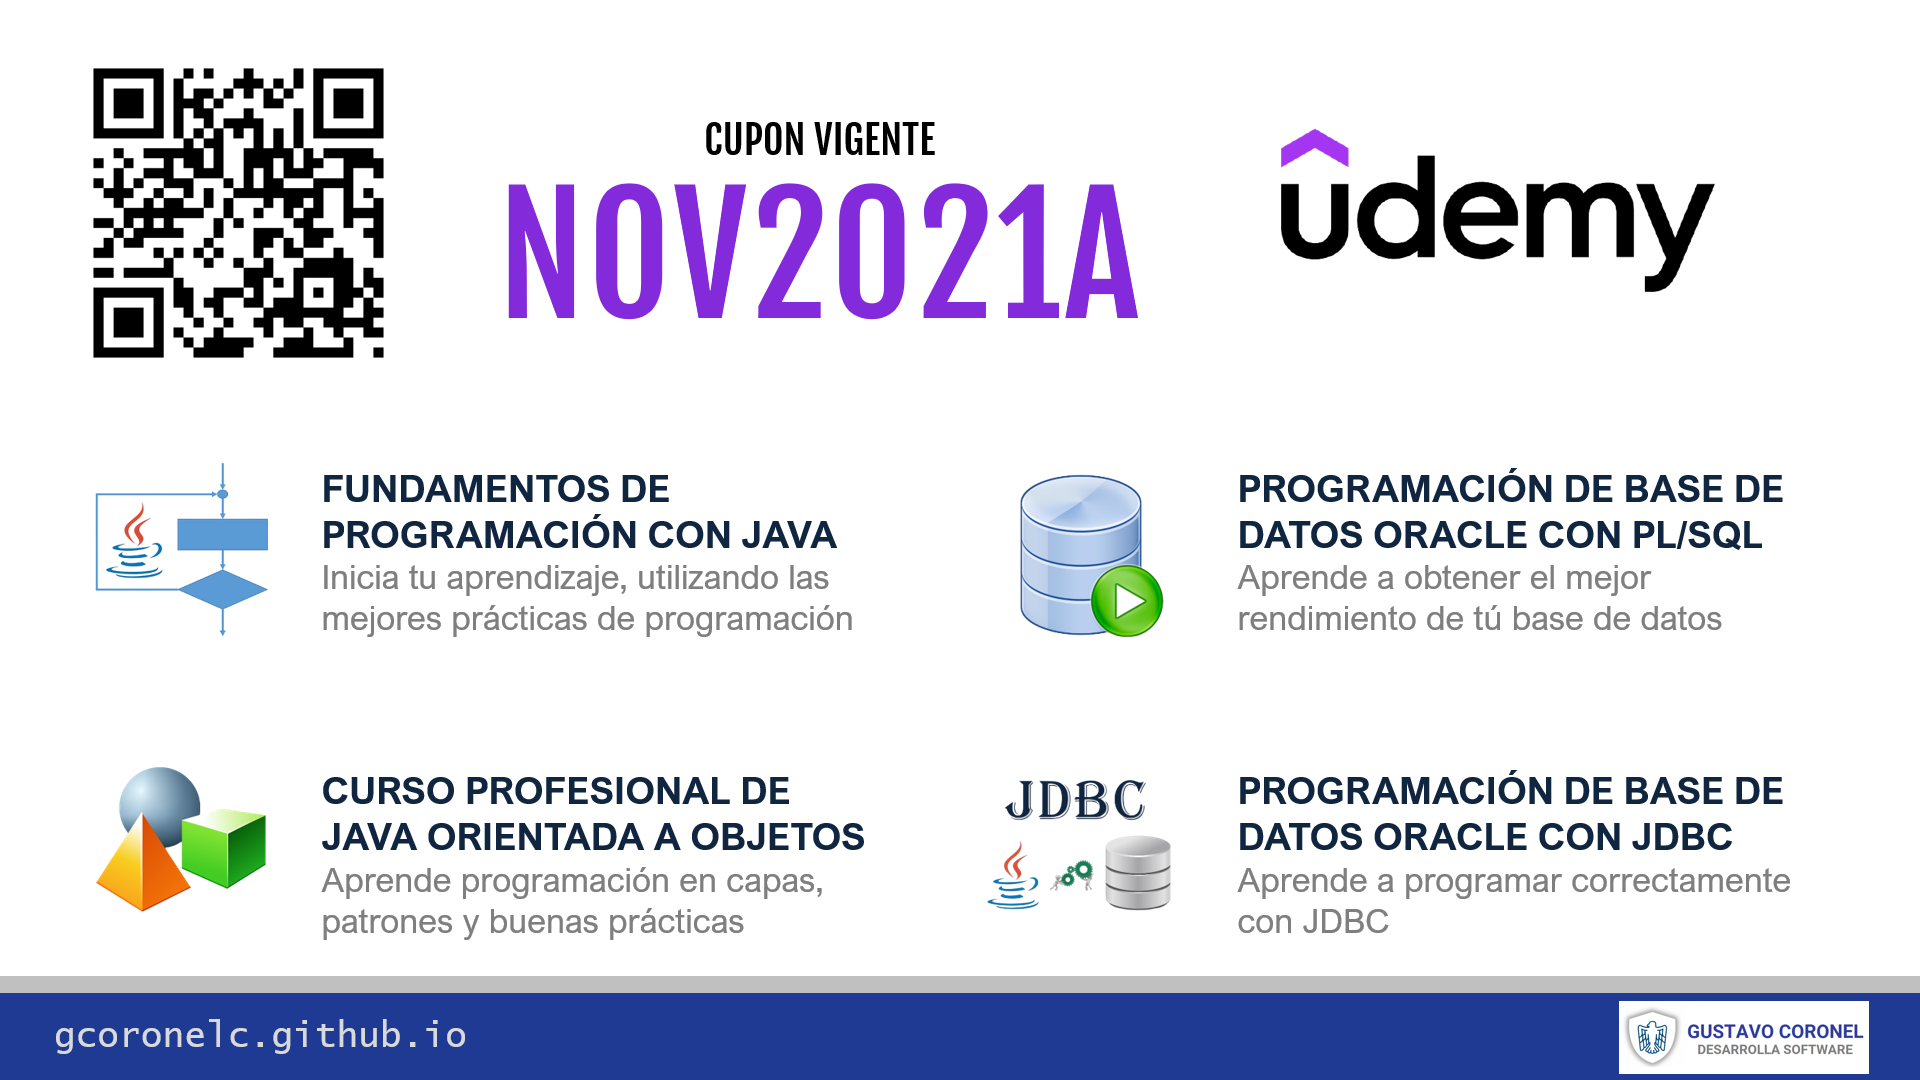 CUPON VIGENTE
NOV2021A
udemy
FUNDAMENTOS DE
PROGRAMACIÓN CON JAVA
Inicia tu aprendizaje, utilizando las
mejores prácticas de programación
PROGRAMACIÓN DE BASE DE
DATOS ORACLE CON PL/SQL
Aprende a obtener el mejor
rendimiento de tú base de datos
CURSO PROFESIONAL DE
JAVA ORIENTADA A OBJETOS
Aprende programación en capas,
patrones y buenas prácticas
JDBC
PROGRAMACIÓN DE BASE DE
DATOS ORACLE CON JDBC
Aprende a programar correctamente
con JDBC
gcoronelc.github.io
GUSTAVO CORONEL
DESARROLLA SOFTWARE